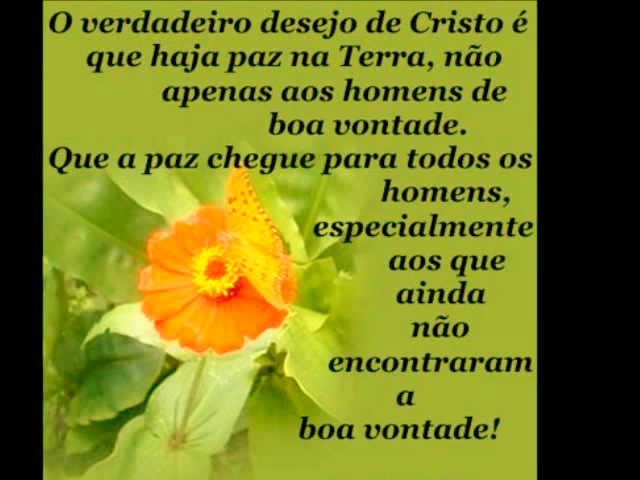 O verdadeiro desejo de Cristo é
que haja paz na Terra, não
apenas aos homens de
boa vontade.
Que a paz chegue para todos os
homens,
especialmente
aos que
ainda
não
encontraram
a
boa vontade!